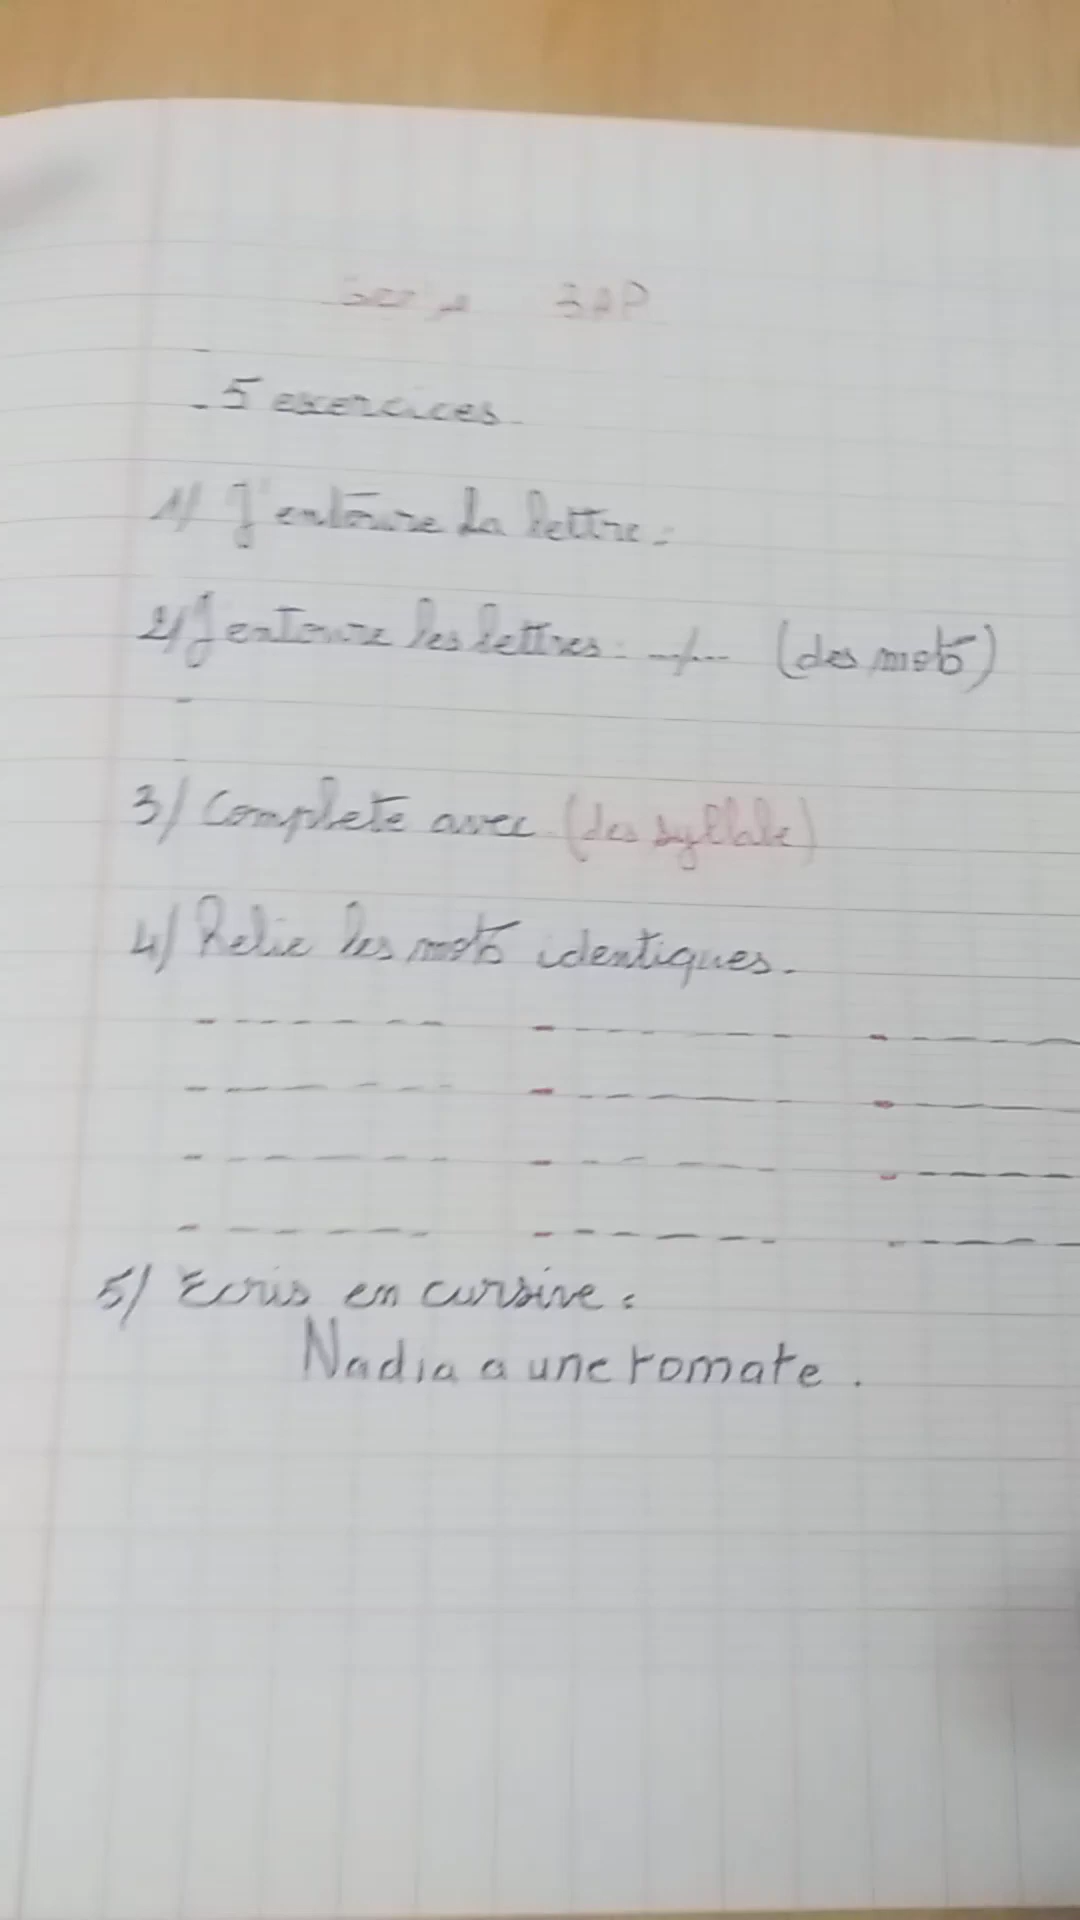 3AP
- 5 exercices.
1/ J'entoure la lettre :
2/ J'entoure les lettres : --/-- (des mots)
3/ Complete avec (des syllabe)
4/ Relie les mots identiques.
5/ Ecris en cursive :
Nadia a une tomate .